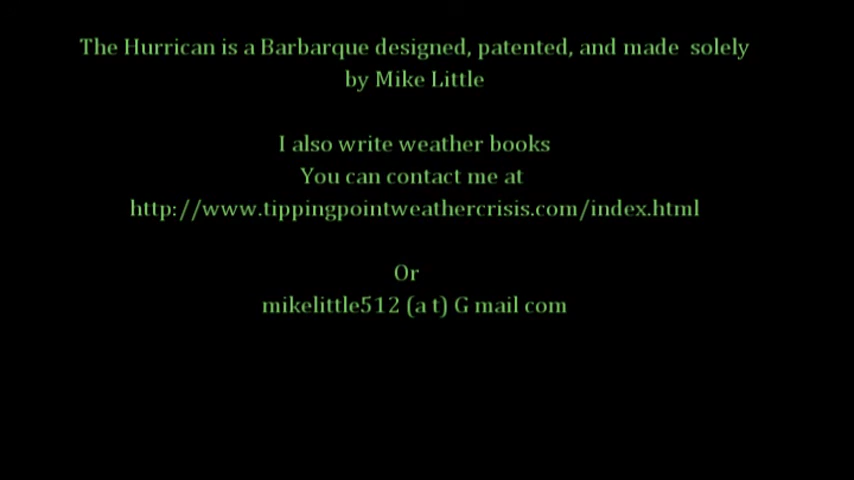 The Hurrican is a Barbarque designed, patented, and made  solely
by Mike Little
I also write weather books
You can contact me at
http://www.tippingpointweathercrisis.com/index.html
Or
mikelittle512 (a t) G mail com